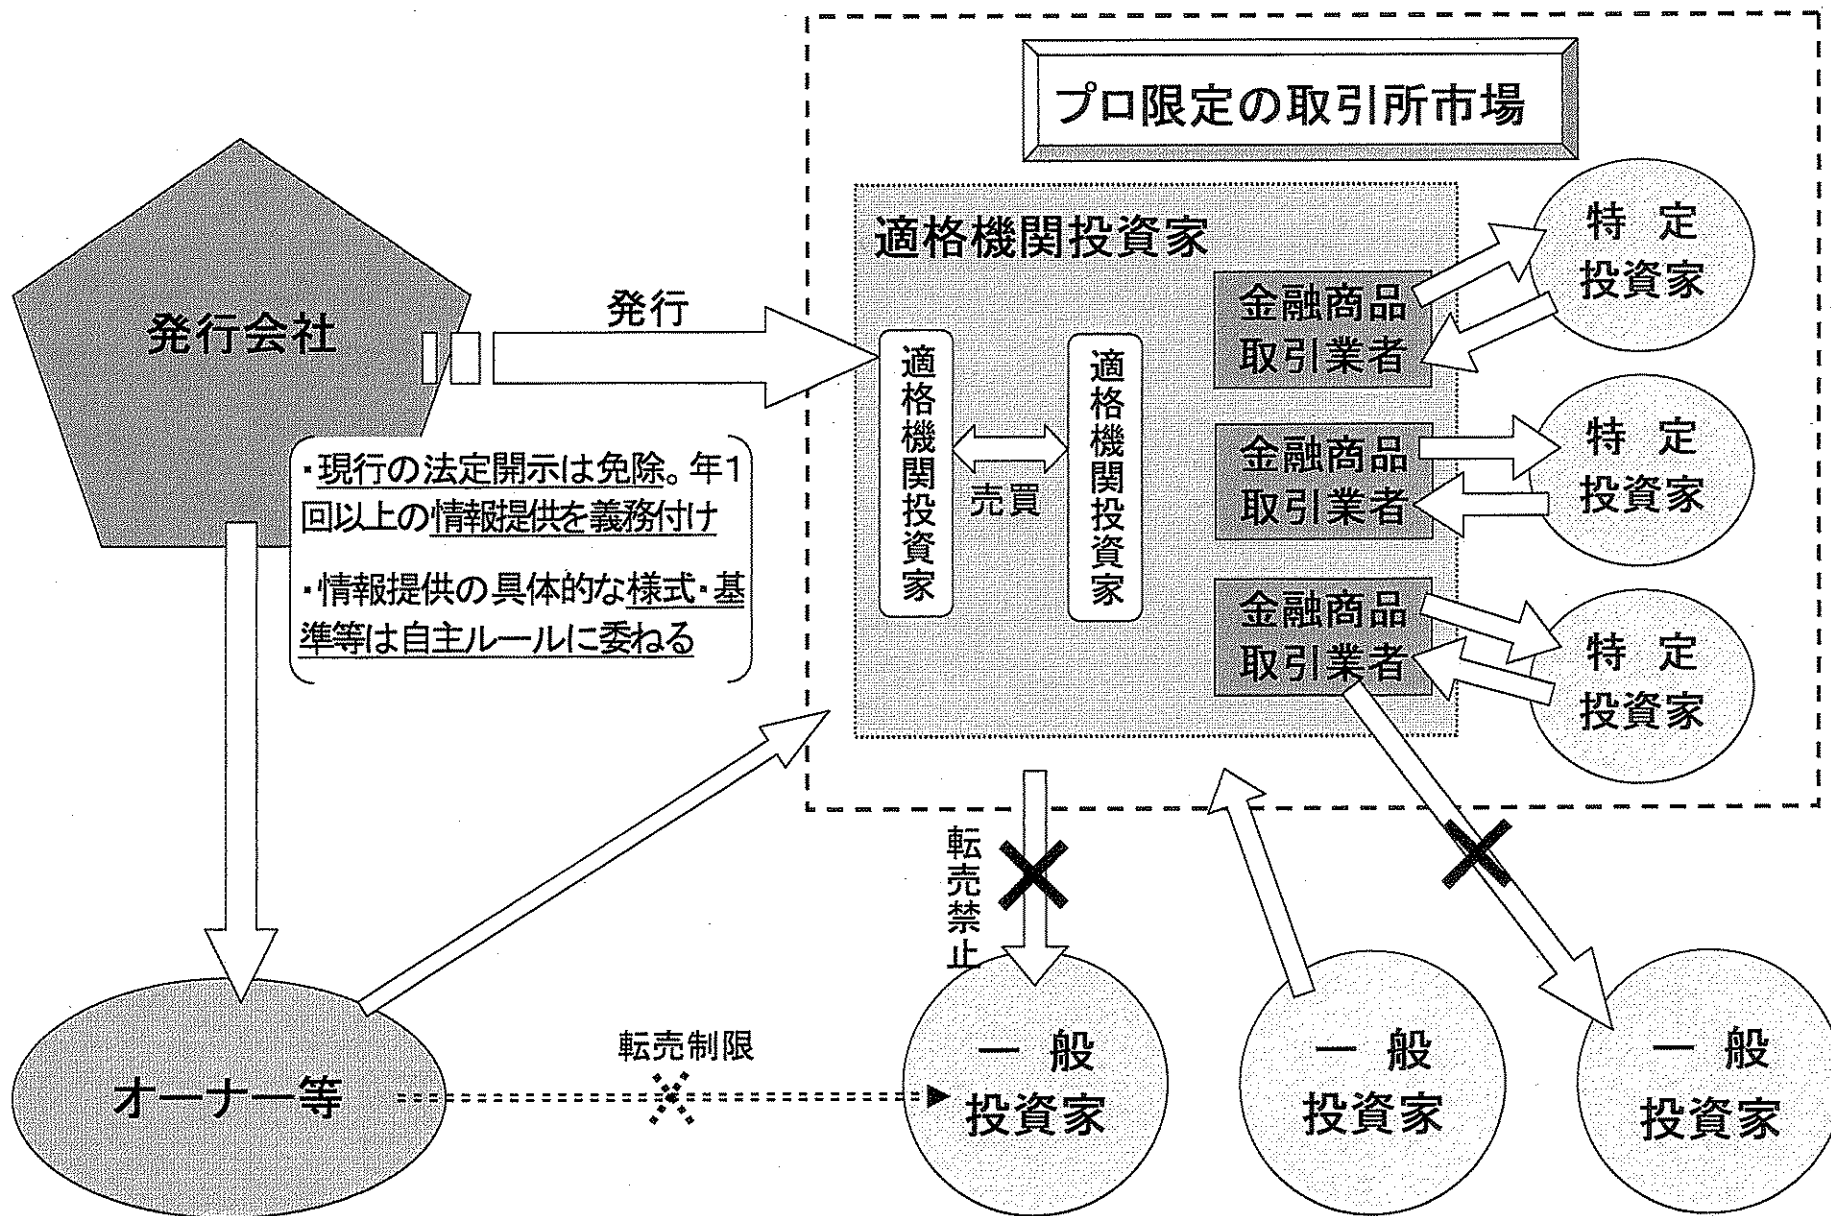 プロ限定の取引所市場
発行会社
発行
・現行の法定開示は免除。年1
回以上の情報提供を義務付け
・情報提供の具体的な様式・基
準等は自主ルールに委ねる
適格機関投資家
適格機関投資家
売買
適格機関投資家
金融商品
取引業者
金融商品
取引業者
金融商品
取引業者
特 定
投資家
特 定
投資家
特 定
投資家
転売禁止
オーナー等
転売制限
一 般
投資家
一 般
投資家
一 般
投資家